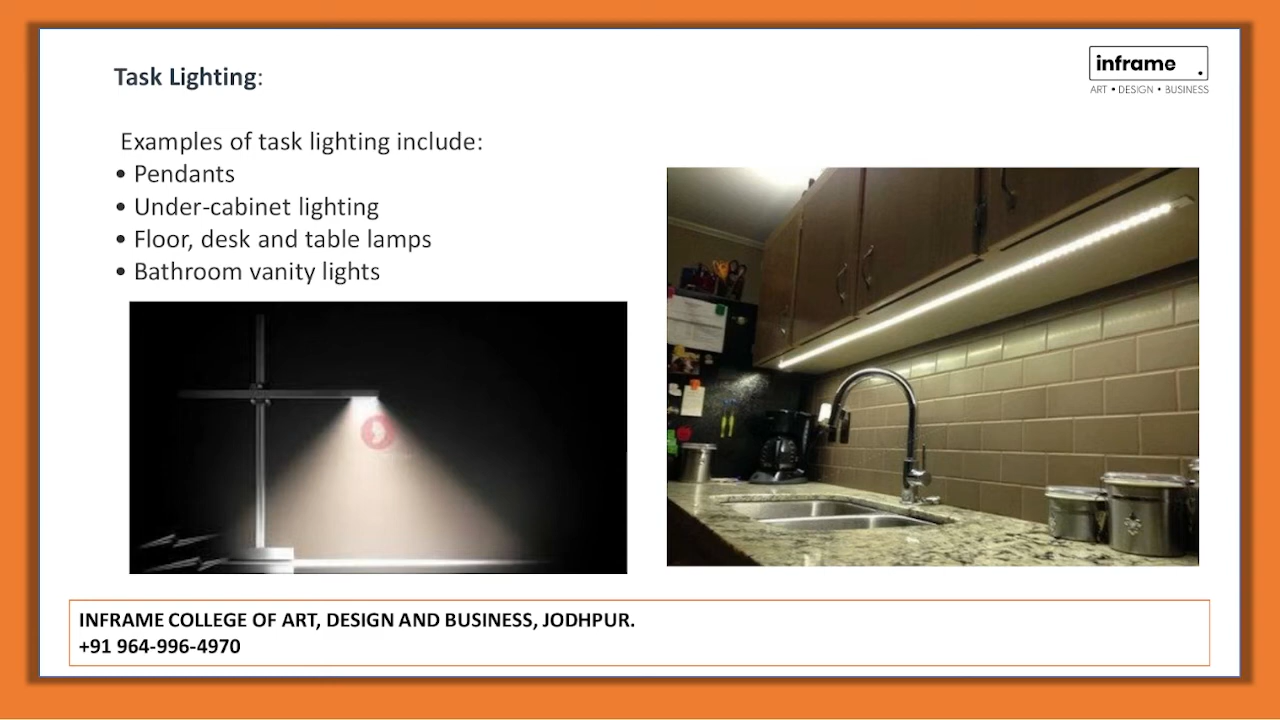 Task Lighting:
inframe.
ART • DESIGN • BUSINESS
Examples of task lighting include:
• Pendants
• Under-cabinet lighting
• Floor, desk and table lamps
• Bathroom vanity lights
INFRAME COLLEGE OF ART, DESIGN AND BUSINESS, JODHPUR.
+91 964-996-4970